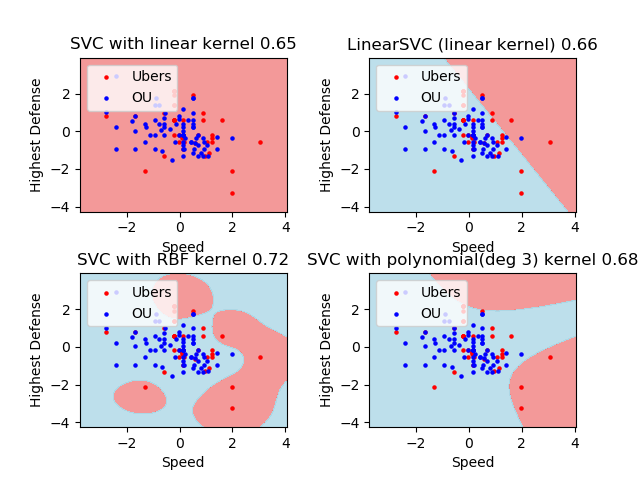 SVC with linear kernel 0.65
Highest Defense
2
0
−2
−4
Ubers
OU
−2
0
2
4
Speed
LinearSVC (linear kernel) 0.66
Highest Defense
2
0
−2
−4
Ubers
OU
−2
0
2
4
Speed
SVC with RBF kernel 0.72
Highest Defense
2
0
−2
−4
Ubers
OU
−2
0
2
4
Speed
SVC with polynomial(deg 3) kernel 0.68
Highest Defense
2
0
−2
−4
Ubers
OU
−2
0
2
4
Speed